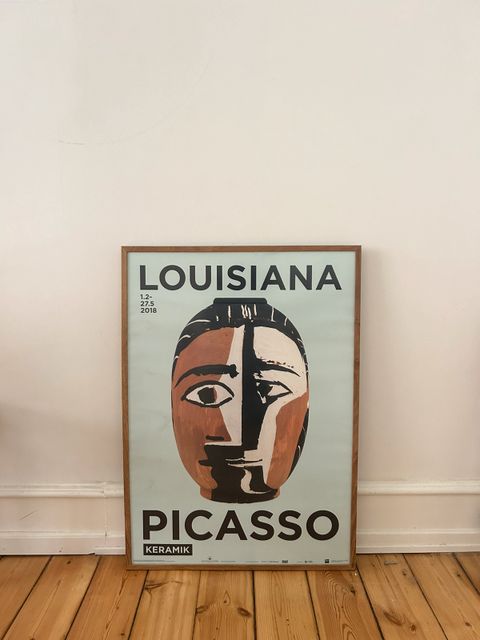 LOUISIANA
1.2-
27.5
2018
PICASSO
KERAMIK